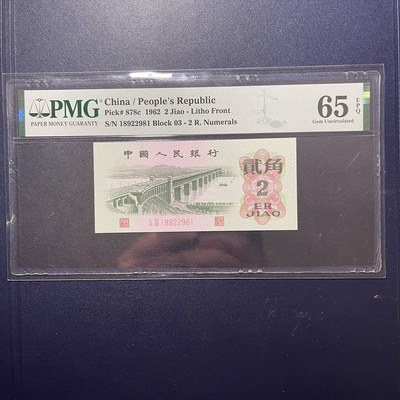 PMG
PAPER MONEY GUARANTY
China / People's Republic
Pick# 878c 1962 2 Jiao - Litho Front
S/N 18922981 Block 03 - 2 R. Numerals
65 EPQ
Gem Uncirculated
中國人民銀行
貳角
2
ER
JIAO
18922981